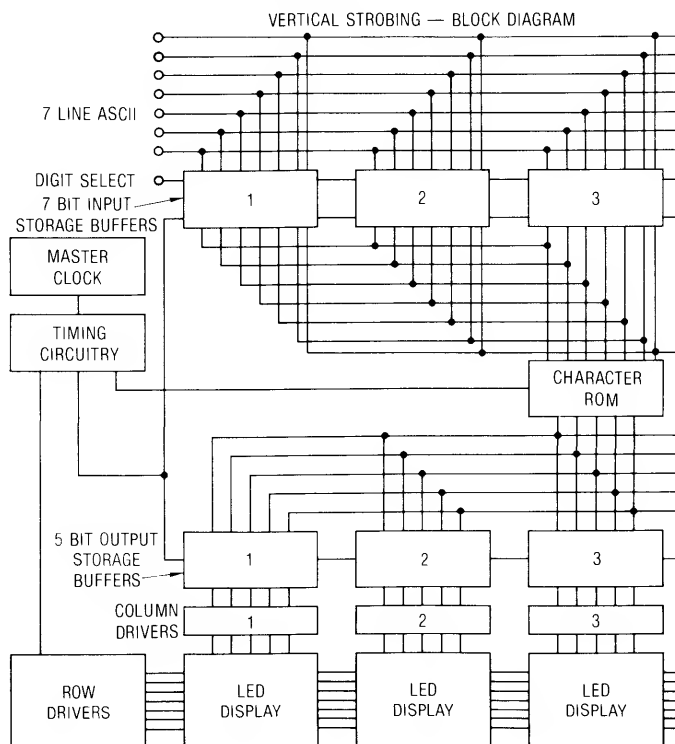 VERTICAL STROBING — BLOCK DIAGRAM
7 LINE ASCII
DIGIT SELECT
7 BIT INPUT
STORAGE BUFFERS
1
2
3
MASTER
CLOCK
TIMING
CIRCUITRY
CHARACTER
ROM
5 BIT OUTPUT
STORAGE
BUFFERS
1
2
3
COLUMN
DRIVERS
1
2
3
ROW
DRIVERS
LED
DISPLAY
LED
DISPLAY
LED
DISPLAY